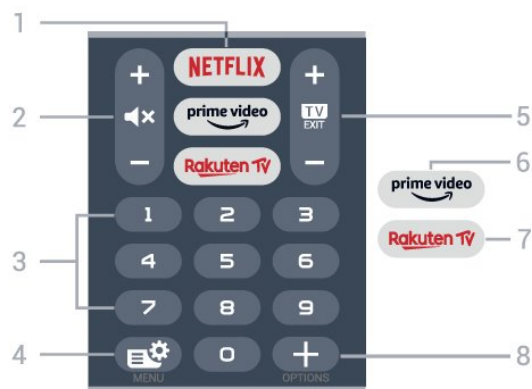 1
NETFLIX
+ +
2 prime video TV EXIT 5
- -
Rakuten TV
6
prime video
Rakuten TV 7
3
1 2 3
4 5 6
7 8 9
4 0 + 8
MENU OPTIONS